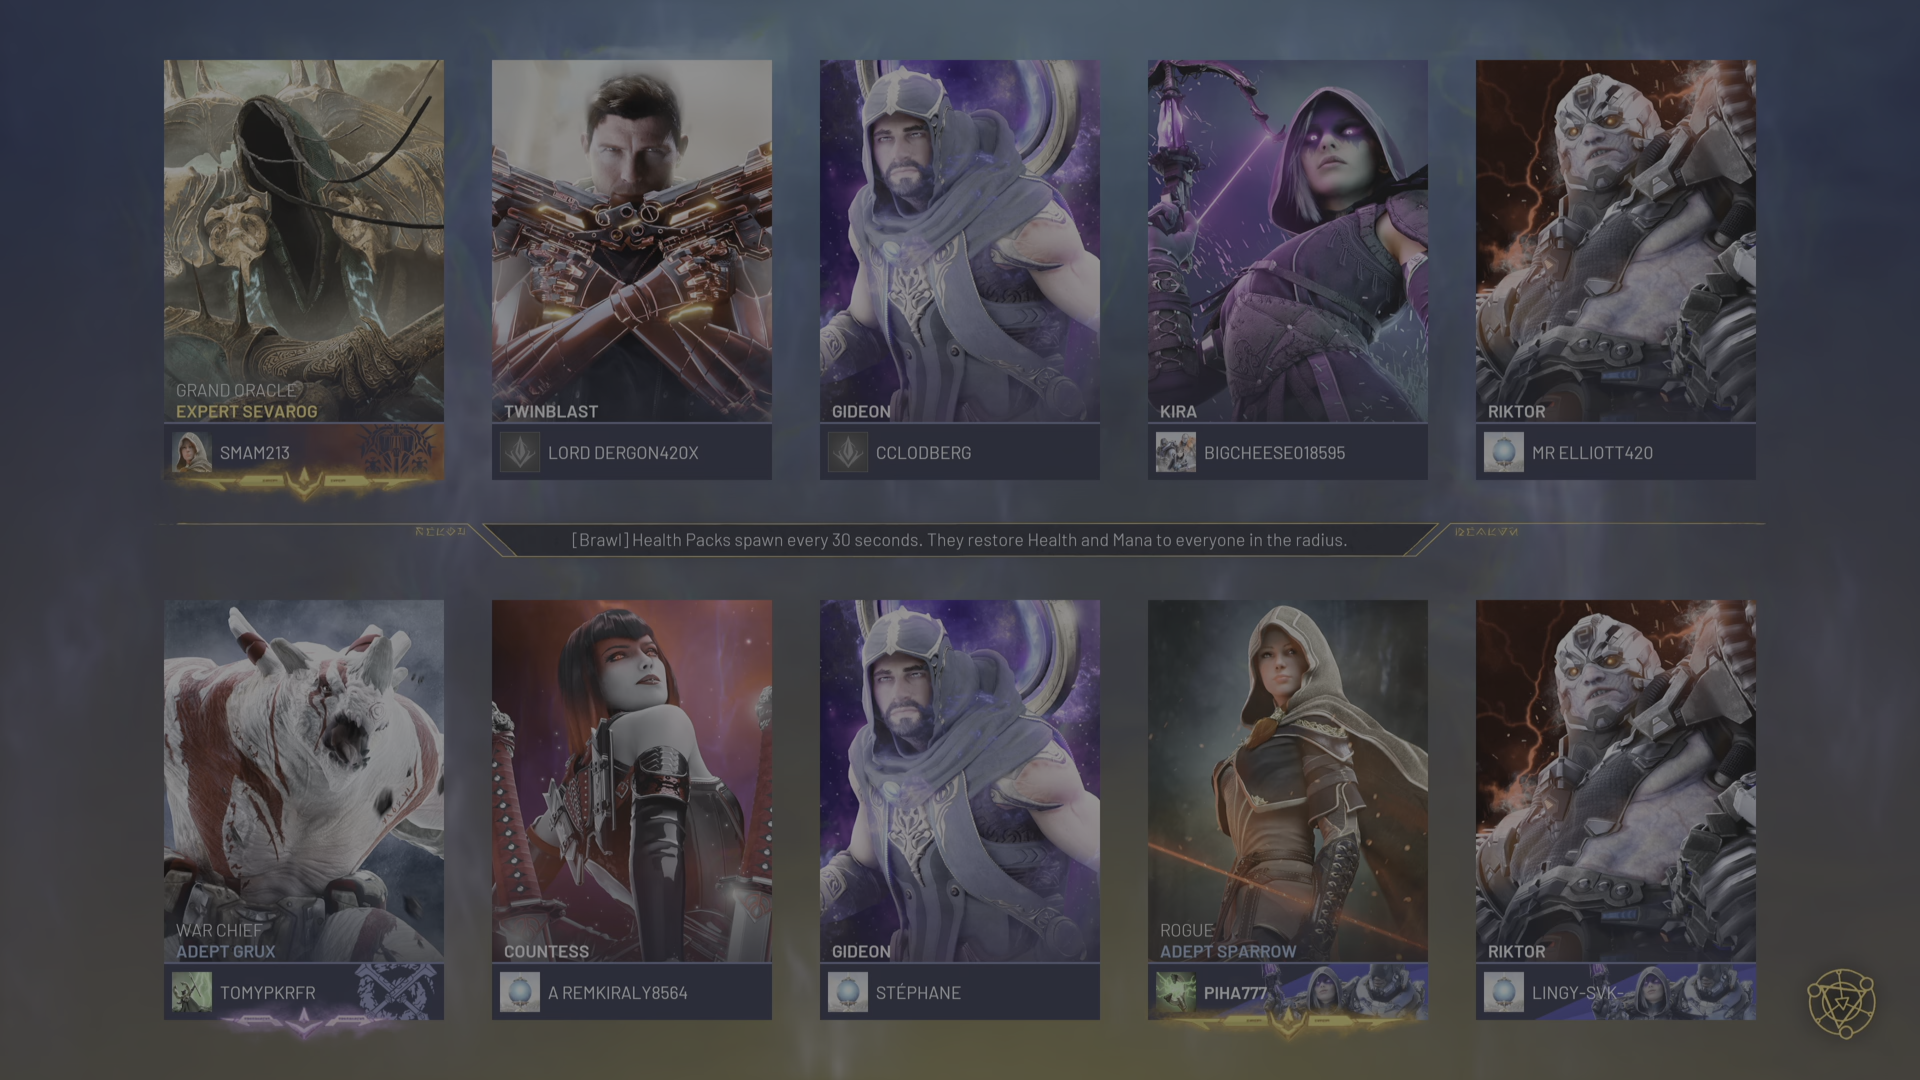 GRAND ORACLE
EXPERT SEVAROG
SMAM213
TWINBLAST
LORD DERGON420X
GIDEON
CCLODBERG
KIRA
BIGCHEESE018595
RIKTOR
MR ELLIOTT420
[Brawl] Health Packs spawn every 30 seconds. They restore Health and Mana to everyone in the radius.
WAR CHIEF
ADEPT GRUX
TOMYPKRFR
COUNTESS
A REMKIRALY8564
GIDEON
STÉPHANE
ROGUE
ADEPT SPARROW
PIHA777
RIKTOR
LINGY-SVK-